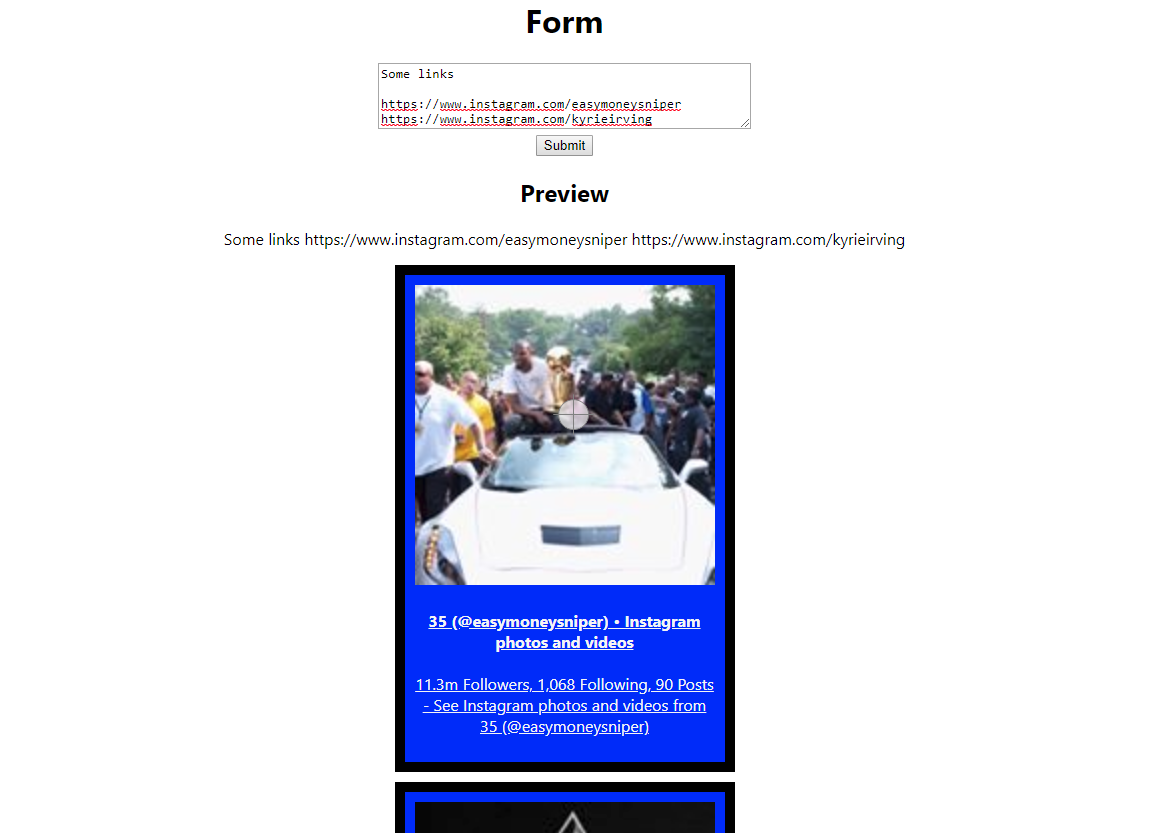 Form
Some links
https://www.instagram.com/easymoneysniper
https://www.instagram.com/kyrieirving
Submit
Preview
Some links https://www.instagram.com/easymoneysniper https://www.instagram.com/kyrieirving
35 (@easymoneysniper) • Instagram
photos and videos
11.3m Followers, 1,068 Following, 90 Posts
- See Instagram photos and videos from
35 (@easymoneysniper)